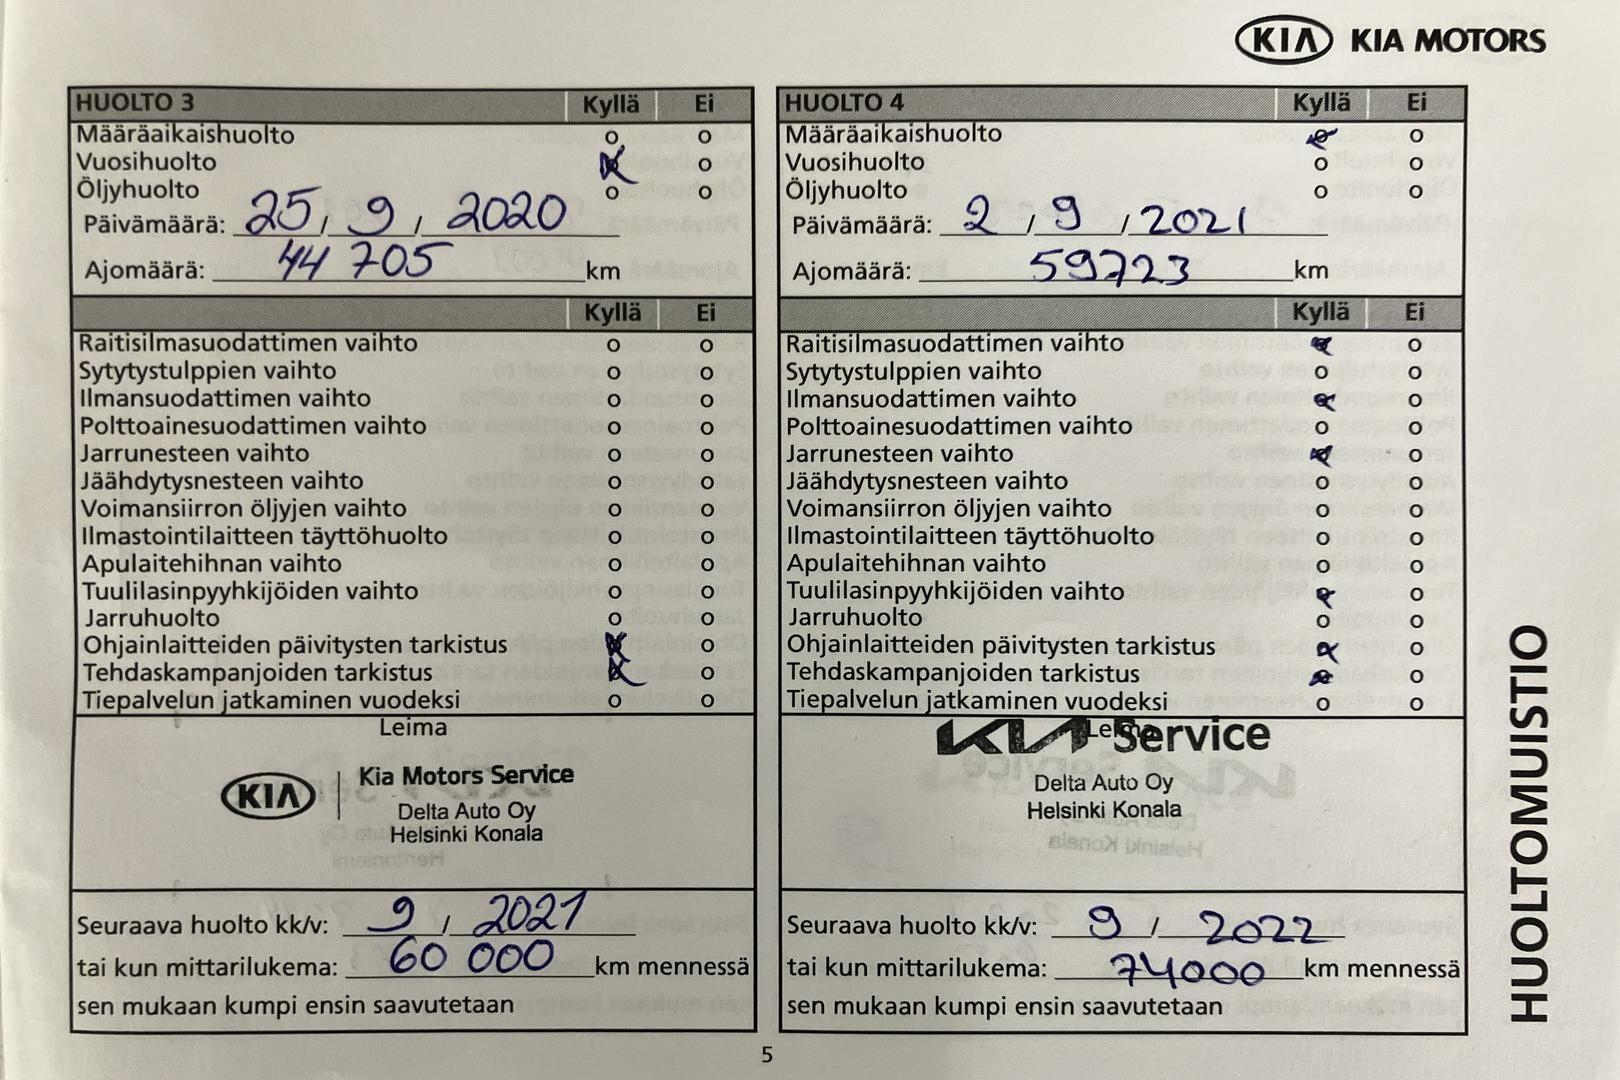 KIA KIA MOTORS
HUOLTO 3 Kyllä Ei
Määräaikaishuolto o o
Vuosihuolto x o
Öljyhuolto o o
Päivämäärä: 25 / 9 / 2020
Ajomäärä: 44 705 km
Kyllä Ei
Raitisilmasuodattimen vaihto o o
Sytytystulppien vaihto o o
Ilmansuodattimen vaihto o o
Polttoainesuodattimen vaihto o o
Jarrunesteen vaihto o o
Jäähdytysnesteen vaihto o o
Voimansiirron öljyjen vaihto o o
Ilmastointilaitteen täyttöhuolto o o
Apulaitehihnan vaihto o o
Tuulilasinpyyhkijöiden vaihto o o
Jarruhuolto o o
Ohjainlaitteiden päivitysten tarkistus x o
Tehdaskampanjoiden tarkistus x o
Tiepalvelun jatkaminen vuodeksi o o
Leima
KIA Kia Motors Service
Delta Auto Oy
Helsinki Konala
Seuraava huolto kk/v: 9 / 2021
tai kun mittarilukema: 60 000 km mennessä
sen mukaan kumpi ensin saavutetaan
HUOLTO 4 Kyllä Ei
Määräaikaishuolto x o
Vuosihuolto o o
Öljyhuolto o o
Päivämäärä: 2 / 9 / 2021
Ajomäärä: 59723 km
Kyllä Ei
Raitisilmasuodattimen vaihto x o
Sytytystulppien vaihto o o
Ilmansuodattimen vaihto x o
Polttoainesuodattimen vaihto o o
Jarrunesteen vaihto x o
Jäähdytysnesteen vaihto o o
Voimansiirron öljyjen vaihto o o
Ilmastointilaitteen täyttöhuolto o o
Apulaitehihnan vaihto o o
Tuulilasinpyyhkijöiden vaihto x o
Jarruhuolto o o
Ohjainlaitteiden päivitysten tarkistus x o
Tehdaskampanjoiden tarkistus x o
Tiepalvelun jatkaminen vuodeksi o o
Leima
KIA Service
Delta Auto Oy
Helsinki Konala
Seuraava huolto kk/v: 9 / 2022
tai kun mittarilukema: 74000 km mennessä
sen mukaan kumpi ensin saavutetaan
HUOLTOMUISTIO
5